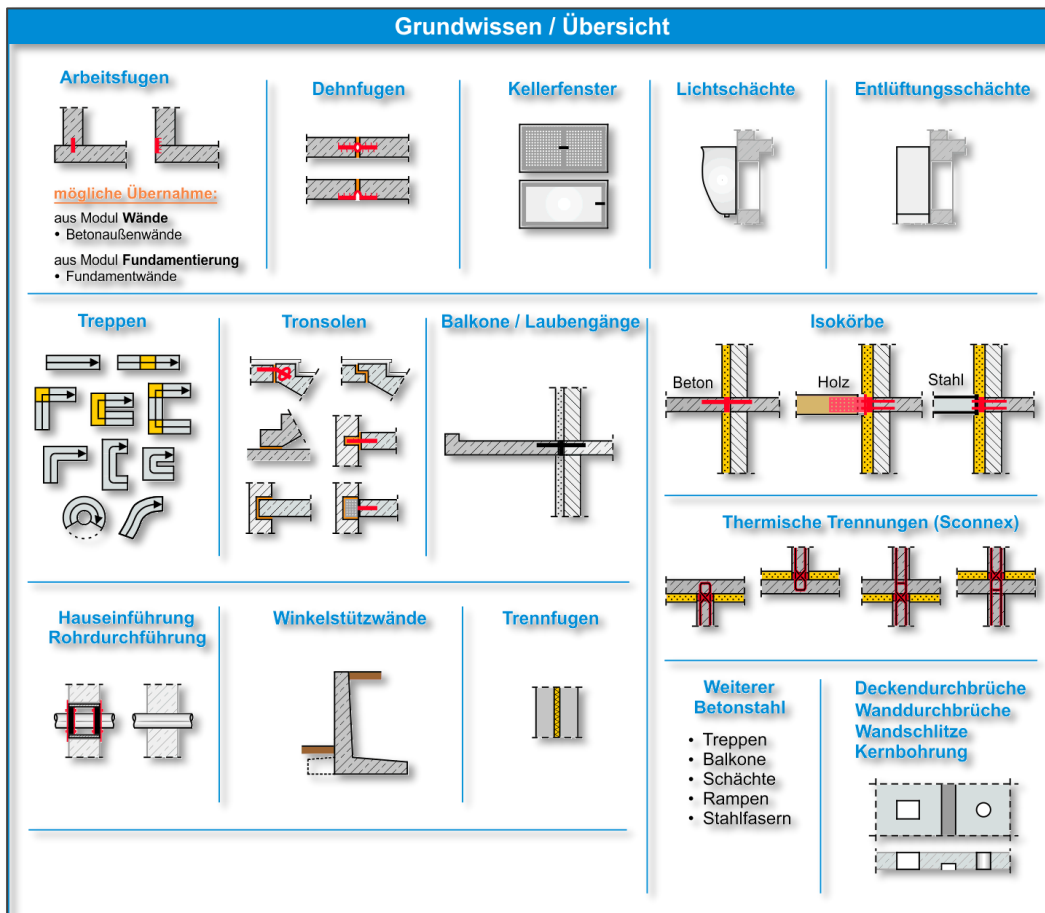 Grundwissen / Übersicht
Arbeitsfugen
mögliche Übernahme:
aus Modul Wände
• Betonaußenwände
aus Modul Fundamentierung
• Fundamentwände
Dehnfugen
Kellerfenster
Lichtschächte
Entlüftungsschächte
Treppen
Tronsolen
Balkone / Laubengänge
Isokörbe
Beton
Holz
Stahl
Thermische Trennungen (Sconnex)
Hauseinführung
Rohrdurchführung
Winkelstützwände
Trennfugen
Weiterer
Betonstahl
• Treppen
• Balkone
• Schächte
• Rampen
• Stahlfasern
Deckendurchbrüche
Wanddurchbrüche
Wandschlitze
Kernbohrung